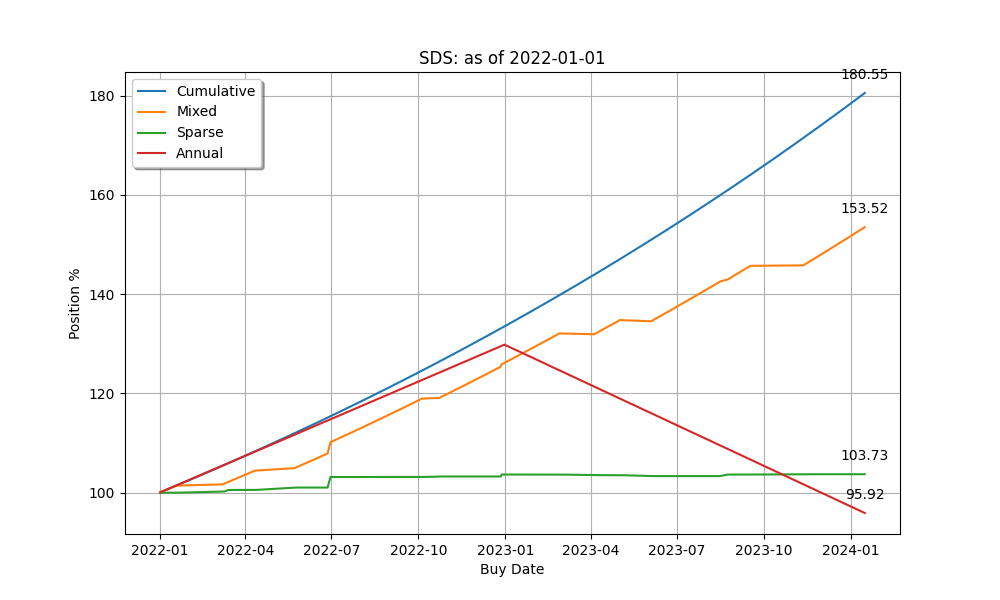 SDS: as of 2022-01-01
180.55
180
Cumulative
Mixed
Sparse
Annual
160
153.52
140
120
103.73
100
95.92
Position %
2022-01 2022-04 2022-07 2022-10 2023-01 2023-04 2023-07 2023-10 2024-01
Buy Date